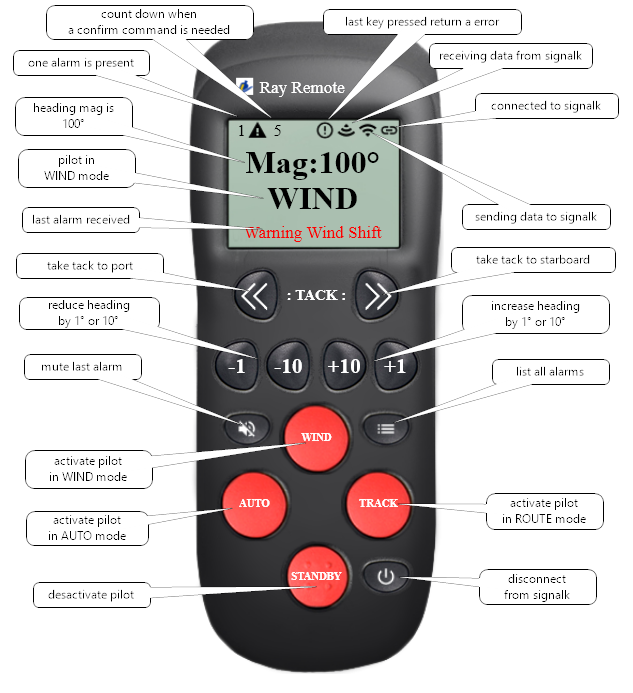 count down when
a confirm command is needed
last key pressed return a error
one alarm is present
receiving data from signalk
Ray Remote
heading mag is
100°
connected to signalk
1 5
Mag:100°
pilot in
WIND mode
WIND
last alarm received
sending data to signalk
Warning Wind Shift
take tack to port
take tack to starboard
: TACK :
reduce heading
by 1° or 10°
increase heading
by 1° or 10°
-1 -10 +10 +1
mute last alarm
list all alarms
WIND
activate pilot
in WIND mode
AUTO TRACK
activate pilot
in AUTO mode
activate pilot
in ROUTE mode
STANDBY
desactivate pilot
disconnect
from signalk